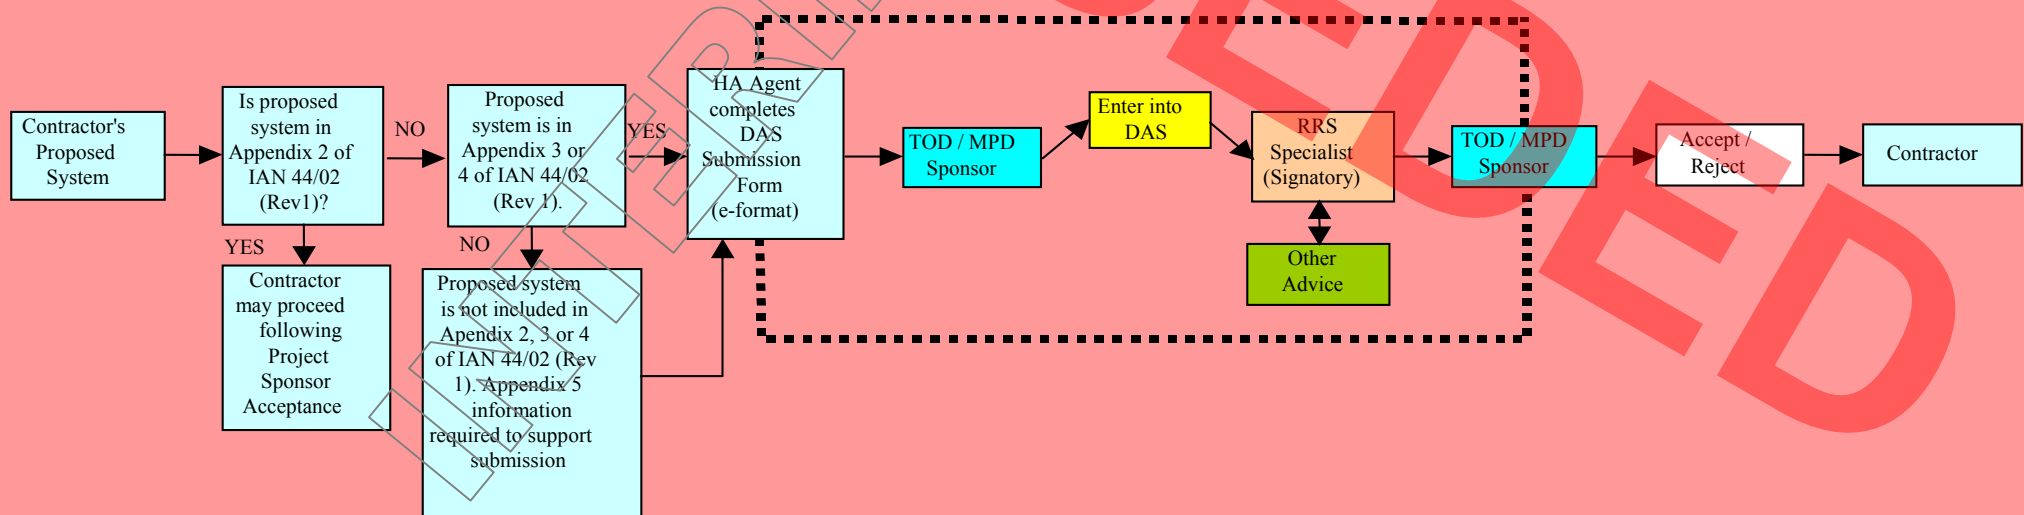 Contractor's
Proposed
System
Is proposed
system in
Appendix 2 of
IAN 44/02
(Rev1)?
NO
YES
Contractor
may proceed
following
Project
Sponsor
Acceptance
Proposed
system is in
Appendix 3 or
4 of IAN 44/02
(Rev 1).
YES
NO
Proposed system
is not included in
Apendix 2, 3 or 4
of IAN 44/02 (Rev
1). Appendix 5
information
required to support
submission
HA Agent
completes
DAS
Submission
Form
(e-format)
TOD / MPD
Sponsor
Enter into
DAS
RRS
Specialist
(Signatory)
Other
Advice
TOD / MPD
Sponsor
Accept /
Reject
Contractor